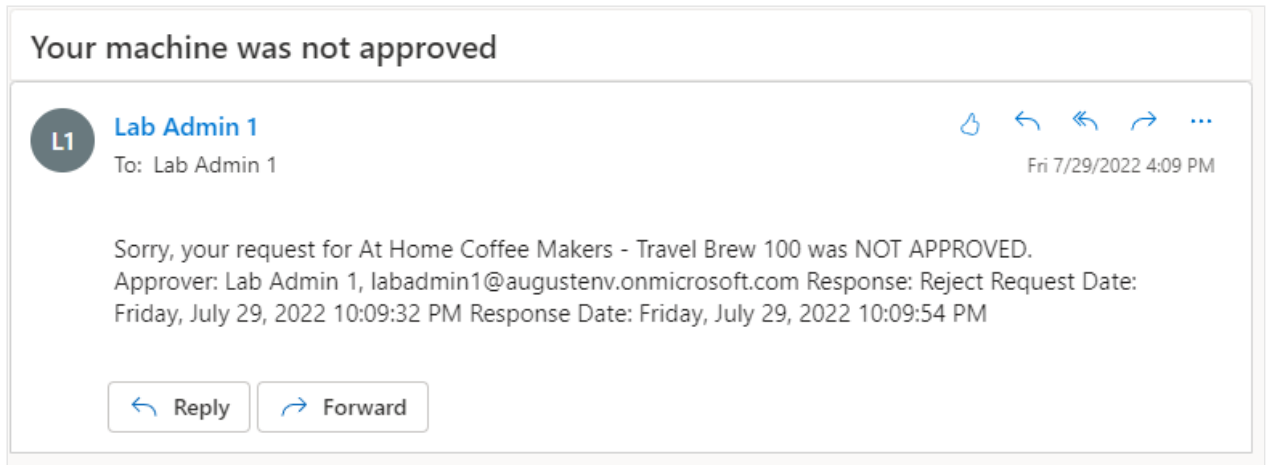 Your machine was not approved
L1
Lab Admin 1
To: Lab Admin 1
Fri 7/29/2022 4:09 PM
Sorry, your request for At Home Coffee Makers - Travel Brew 100 was NOT APPROVED.
Approver: Lab Admin 1, labadmin1@augustenv.onmicrosoft.com Response: Reject Request Date:
Friday, July 29, 2022 10:09:32 PM Response Date: Friday, July 29, 2022 10:09:54 PM
Reply
Forward